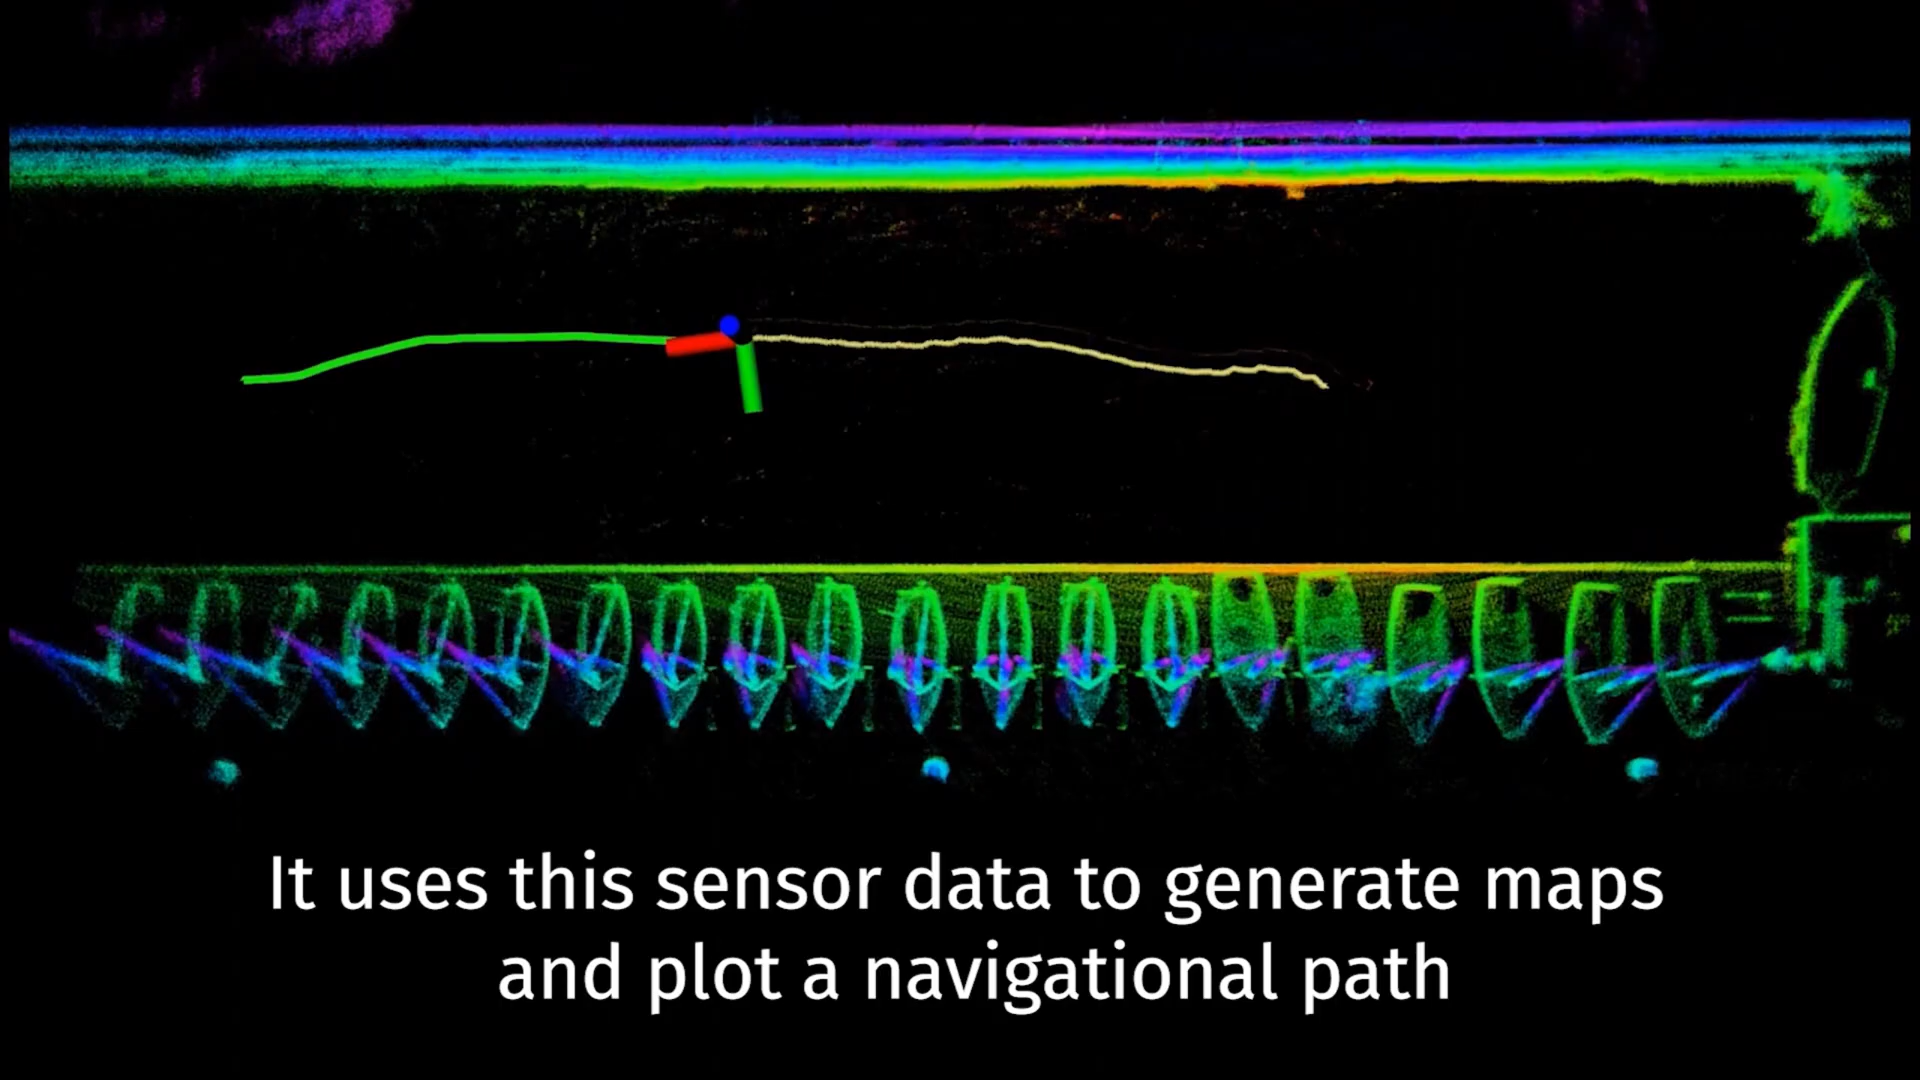 It uses this sensor data to generate maps
and plot a navigational path